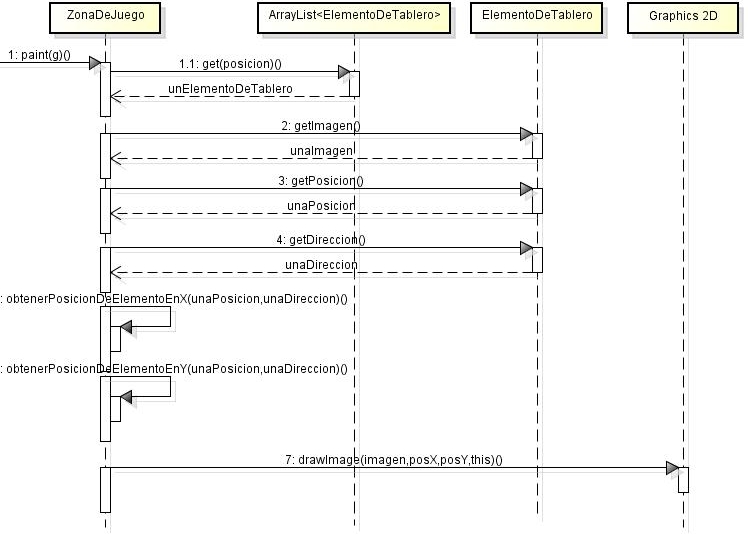 ZonaDeJuego
ArrayList<ElementoDeTablero>
ElementoDeTablero
Graphics 2D
1: paint(g)()
1.1: get(posicion)()
unElementoDeTablero
2: getImagen()
unaImagen
3: getPosicion()
unaPosicion
4: getDireccion()
unaDireccion
: obtenerPosicionDeElementoEnX(unaPosicion,unaDireccion)()
: obtenerPosicionDeElementoEnY(unaPosicion,unaDireccion)()
7: drawImage(imagen,posX,posY,this)()